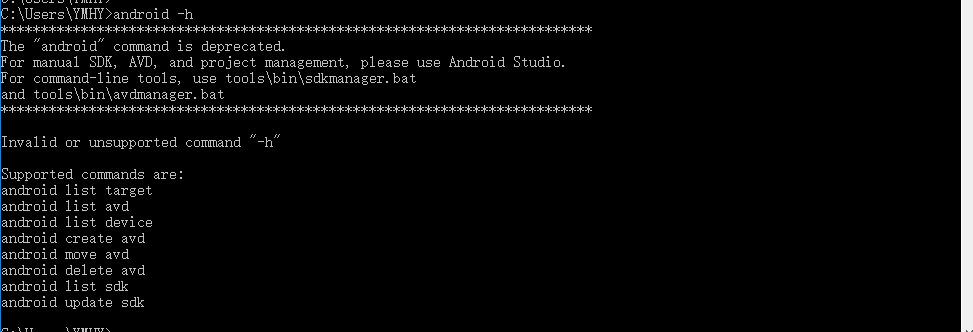 C:\Users\YMHY>android -h
**************************************************************************
The "android" command is deprecated.
For manual SDK, AVD, and project management, please use Android Studio.
For command-line tools, use tools\bin\sdkmanager.bat
and tools\bin\avdmanager.bat
**************************************************************************
Invalid or unsupported command "-h"
Supported commands are:
android list target
android list avd
android list device
android create avd
android move avd
android delete avd
android list sdk
android update sdk
C:\Users\YMHY>